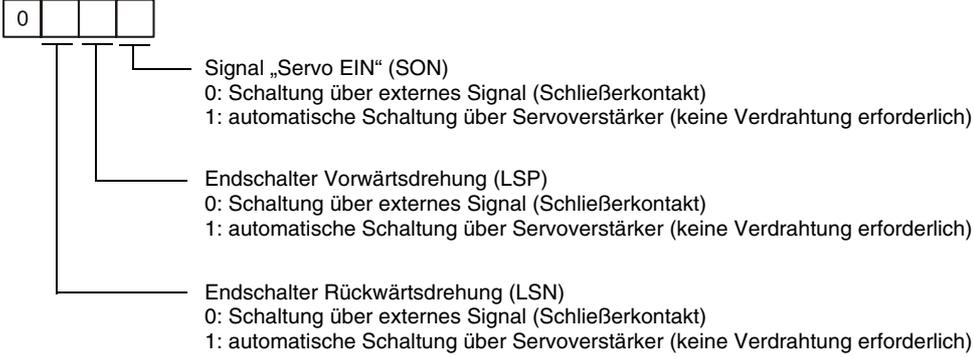 0
Signal „Servo EIN“ (SON)
0: Schaltung über externes Signal (Schließerkontakt)
1: automatische Schaltung über Servoverstärker (keine Verdrahtung erforderlich)
Endschalter Vorwärtsdrehung (LSP)
0: Schaltung über externes Signal (Schließerkontakt)
1: automatische Schaltung über Servoverstärker (keine Verdrahtung erforderlich)
Endschalter Rückwärtsdrehung (LSN)
0: Schaltung über externes Signal (Schließerkontakt)
1: automatische Schaltung über Servoverstärker (keine Verdrahtung erforderlich)